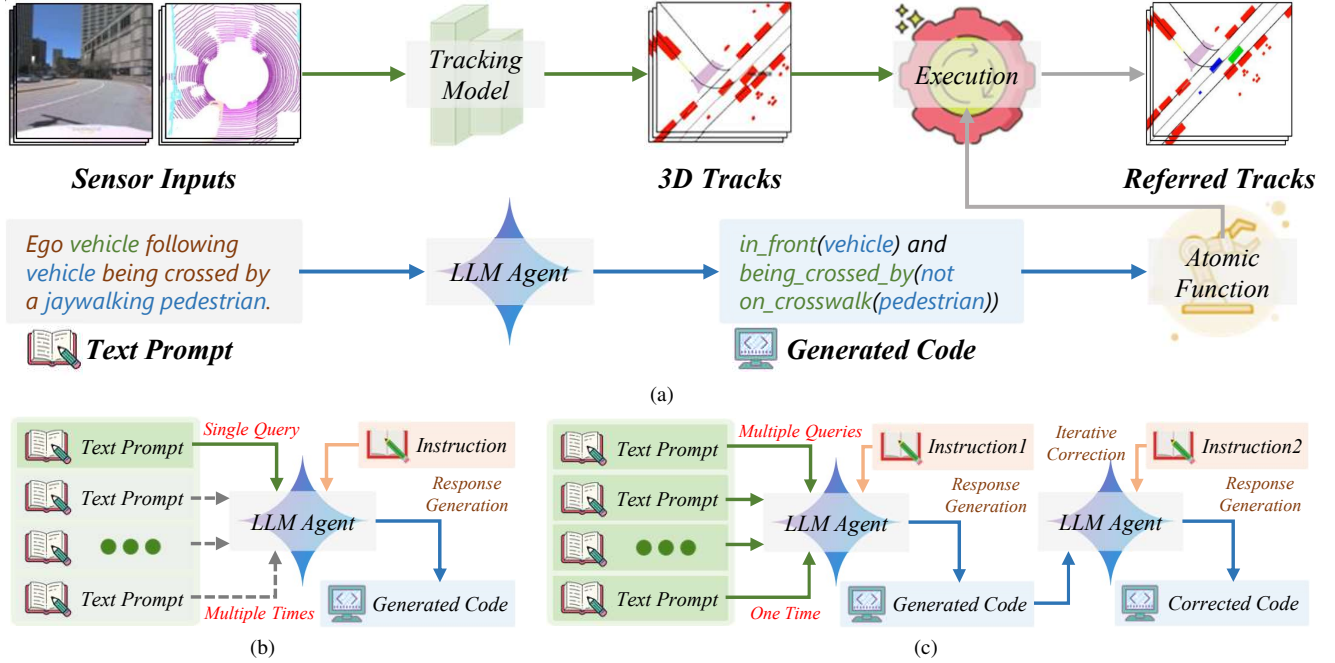 Tracking
Model
Execution
Sensor Inputs
3D Tracks
Referred Tracks
Ego vehicle following
vehicle being crossed by
a jaywalking pedestrian.
LLM Agent
in_front(vehicle) and
being_crossed_by(not
on_crosswalk(pedestrian))
Atomic
Function
Text Prompt
Generated Code
(a)
Text Prompt
Single Query
Instruction
Text Prompt
Response
Generation
LLM Agent
Text Prompt
Multiple Times
Generated Code
(b)
Text Prompt
Multiple Queries
Instruction1
Iterative
Correction
Instruction2
Text Prompt
Response
Generation
Response
Generation
LLM Agent
LLM Agent
Text Prompt
One Time
Generated Code
Corrected Code
(c)